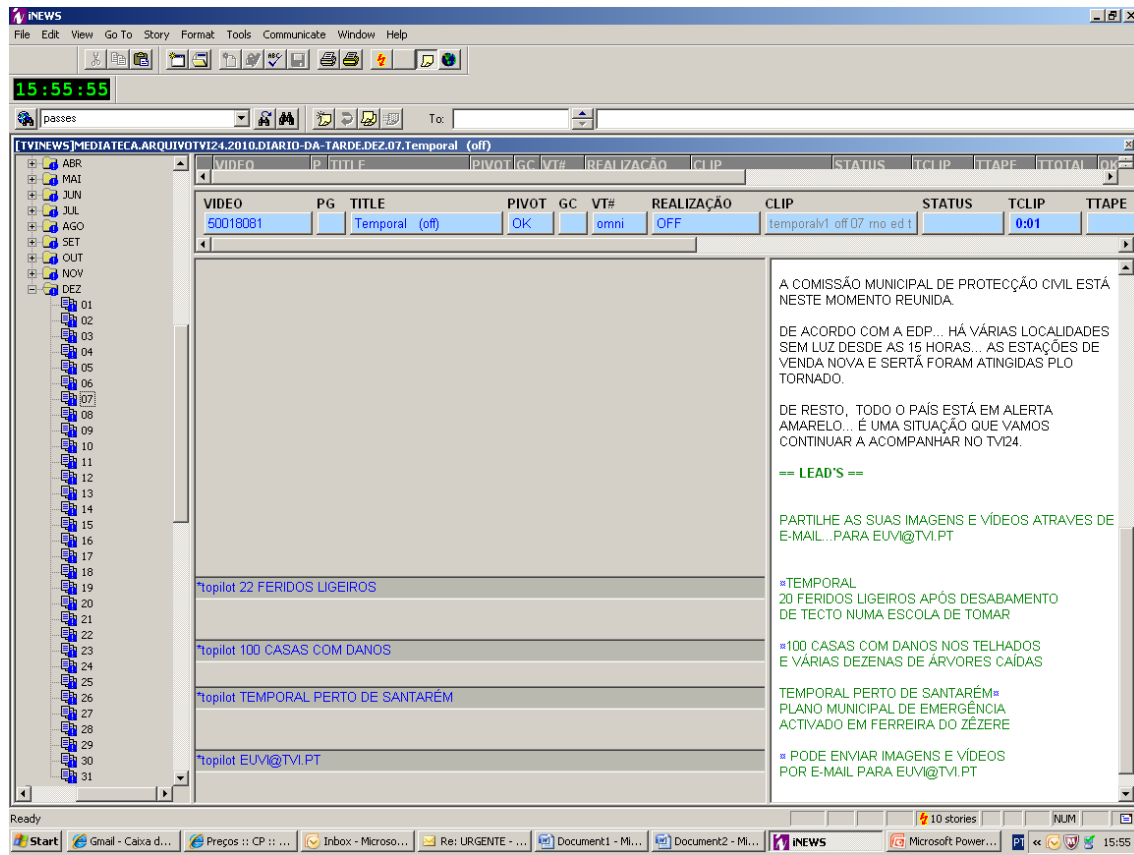 iNEWS
File Edit View Go To Story Format Tools Communicate Window Help
15:55:55
passes To:
[TVINEWS]MEDIATECA.ARQUIVOTVI24.2010.DIARIO-DA-TARDE.DEZ.07.Temporal (off)
ABR
MAI
JUN
JUL
AGO
SET
OUT
NOV
DEZ
01
02
03
04
05
06
07
08
09
10
11
12
13
14
15
16
17
18
19
20
21
22
23
24
25
26
27
28
29
30
31
VIDEO P TITLE PIVOT GC VT# REALIZAÇÃO CLIP STATUS TCLIP TTAPE TTOTAL OK
VIDEO PG TITLE PIVOT GC VT# REALIZAÇÃO CLIP STATUS TCLIP TTAPE
50018081 Temporal (off) OK omni OFF temporalv1 off 07 rno ed t 0:01
*topilot 22 FERIDOS LIGEIROS
*topilot 100 CASAS COM DANOS
*topilot TEMPORAL PERTO DE SANTARÉM
*topilot EUVI@TVI.PT
A COMISSÃO MUNICIPAL DE PROTECÇÃO CIVIL ESTÁ
NESTE MOMENTO REUNIDA.
DE ACORDO COM A EDP... HÁ VÁRIAS LOCALIDADES
SEM LUZ DESDE AS 15 HORAS... AS ESTAÇÕES DE
VENDA NOVA E SERTÃ FORAM ATINGIDAS PLO
TORNADO.
DE RESTO, TODO O PAÍS ESTÁ EM ALERTA
AMARELO... É UMA SITUAÇÃO QUE VAMOS
CONTINUAR A ACOMPANHAR NO TVI24.
== LEAD'S ==
PARTILHE AS SUAS IMAGENS E VÍDEOS ATRAVES DE
E-MAIL...PARA EUVI@TVI.PT
¤TEMPORAL
20 FERIDOS LIGEIROS APÓS DESABAMENTO
DE TECTO NUMA ESCOLA DE TOMAR
¤100 CASAS COM DANOS NOS TELHADOS
E VÁRIAS DEZENAS DE ÁRVORES CAÍDAS
TEMPORAL PERTO DE SANTARÉM¤
PLANO MUNICIPAL DE EMERGÊNCIA
ACTIVADO EM FERREIRA DO ZÊZERE
¤ PODE ENVIAR IMAGENS E VÍDEOS
POR E-MAIL PARA EUVI@TVI.PT
Ready 10 stories NUM
Start Gmail - Caixa d... Preços :: CP :: ... Inbox - Microso... Re: URGENTE - ... Document1 - Mi... Document2 - Mi... iNEWS Microsoft Power... PT « 15:55